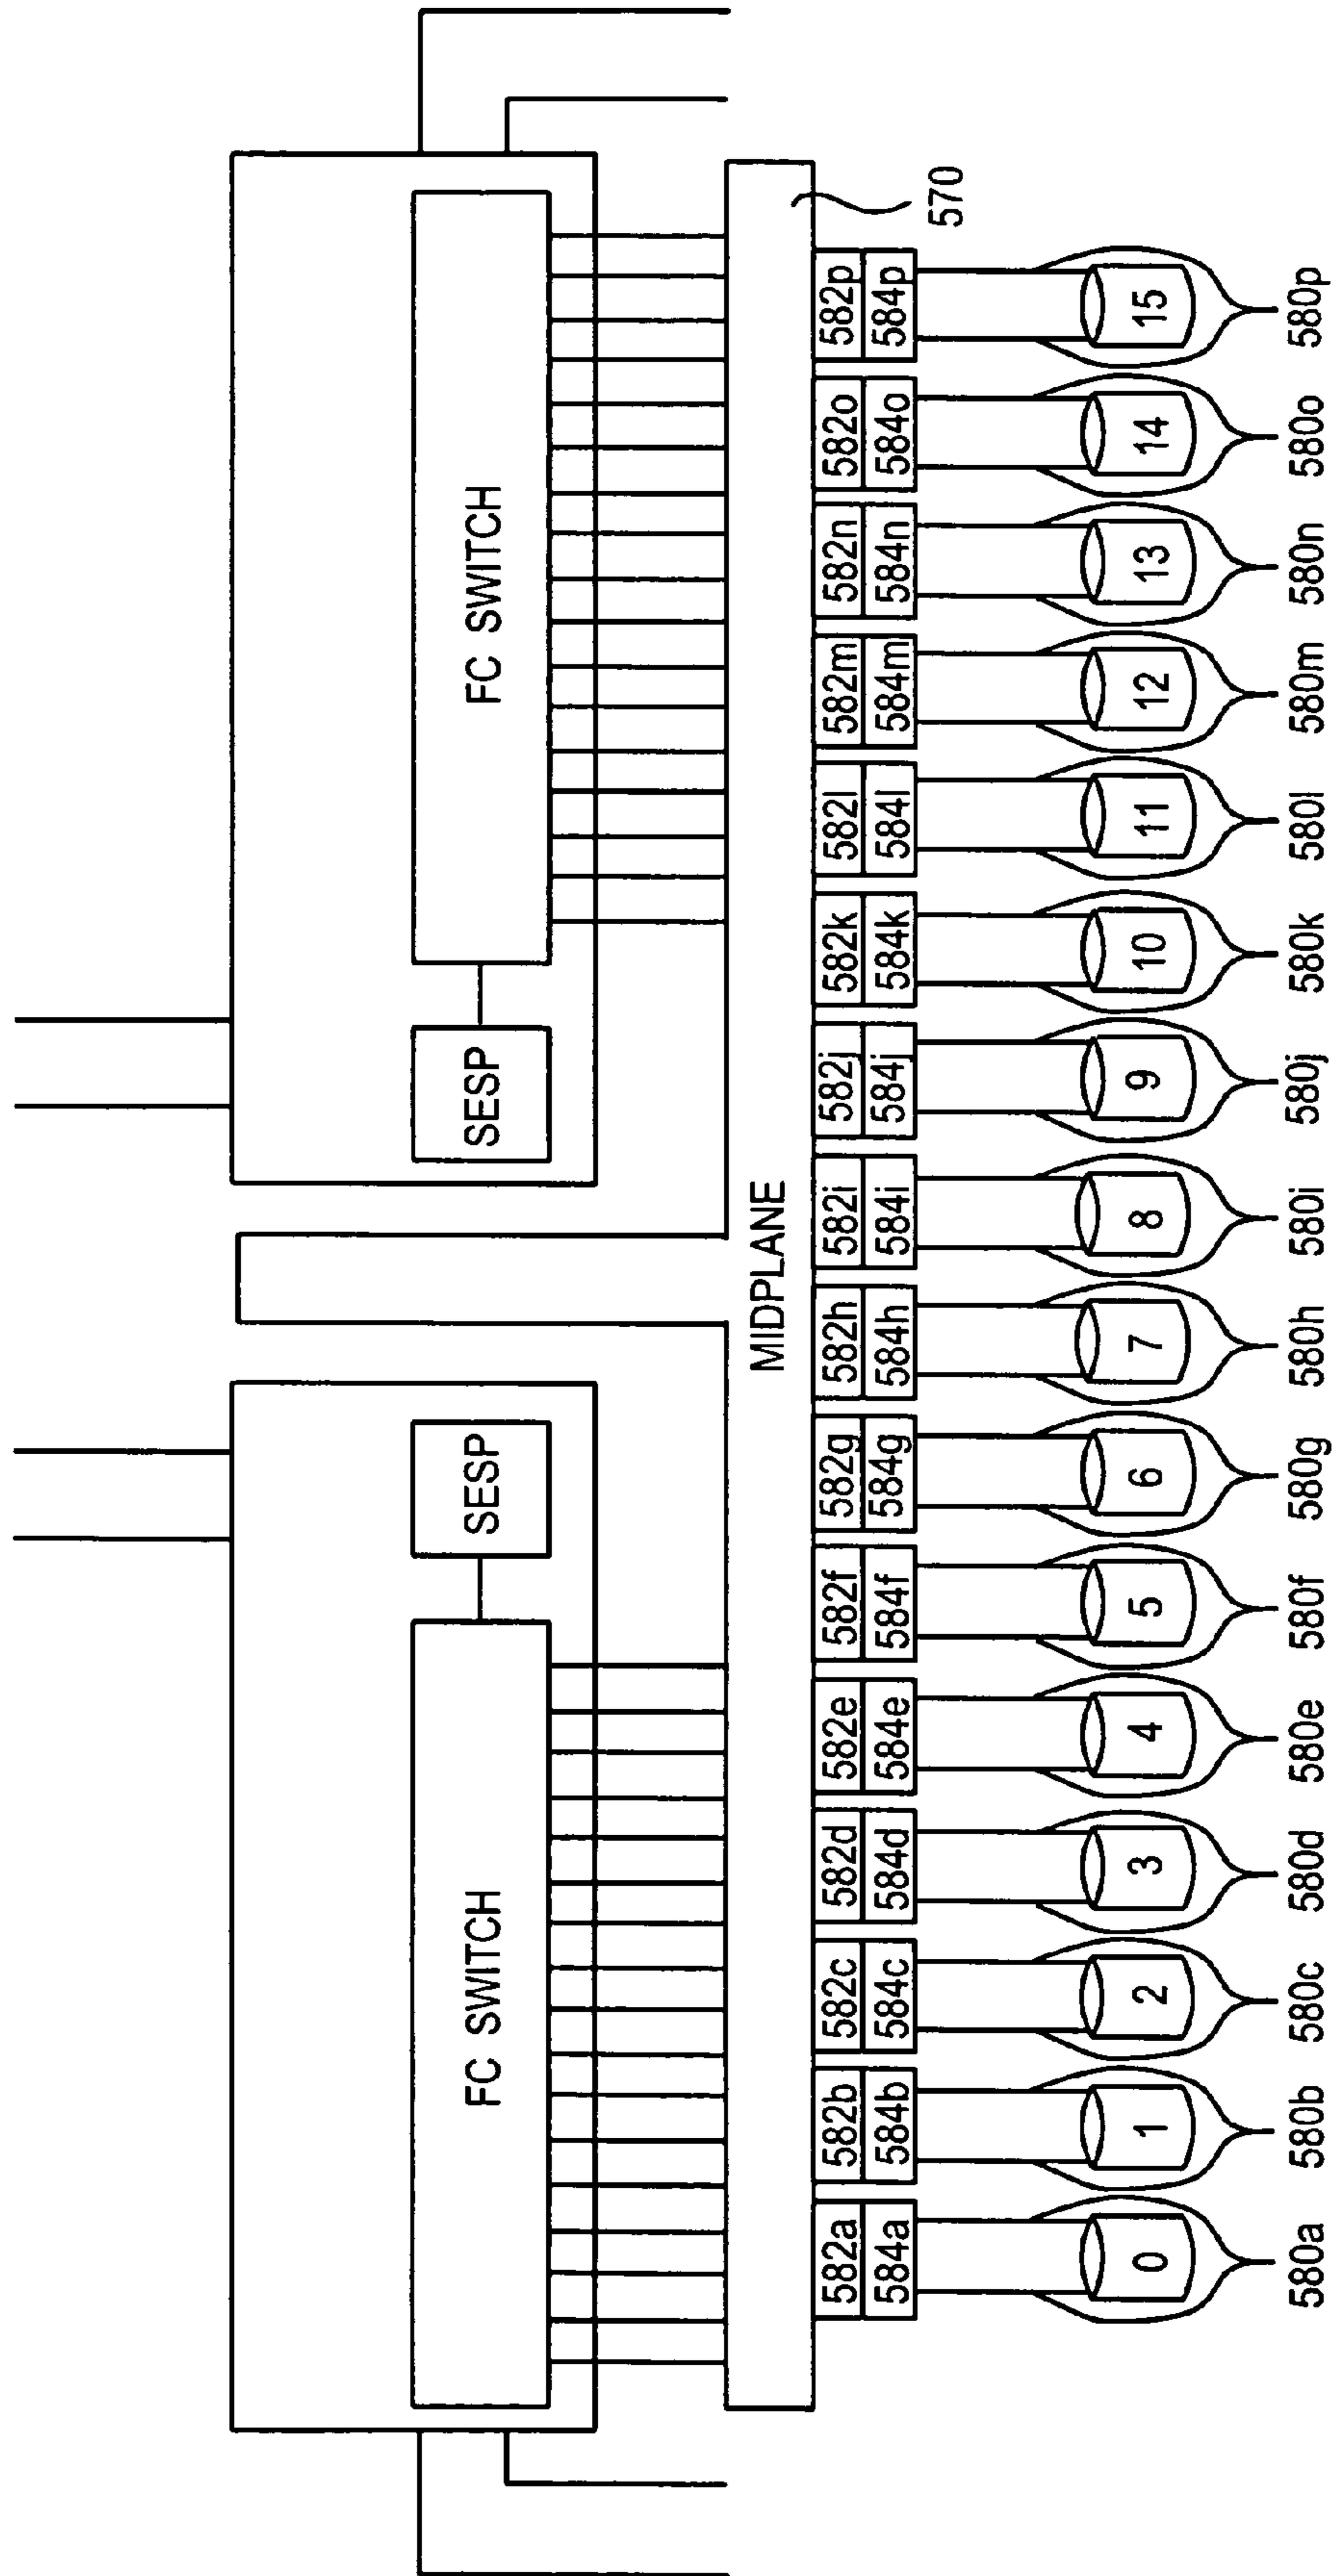 FC SWITCH
SESP
SESP
FC SWITCH
MIDPLANE
570
582a 582b 582c 582d 582e 582f 582g 582h 582i 582j 582k 582l 582m 582n 582o 582p
584a 584b 584c 584d 584e 584f 584g 584h 584i 584j 584k 584l 584m 584n 584o 584p
0 1 2 3 4 5 6 7 8 9 10 11 12 13 14 15
580a 580b 580c 580d 580e 580f 580g 580h 580i 580j 580k 580l 580m 580n 580o 580p